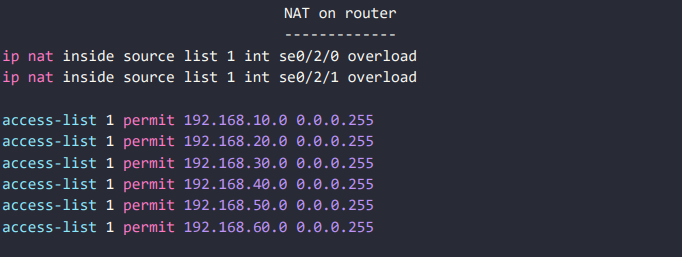 NAT on router
-------------
ip nat inside source list 1 int se0/2/0 overload
ip nat inside source list 1 int se0/2/1 overload
access-list 1 permit 192.168.10.0 0.0.0.255
access-list 1 permit 192.168.20.0 0.0.0.255
access-list 1 permit 192.168.30.0 0.0.0.255
access-list 1 permit 192.168.40.0 0.0.0.255
access-list 1 permit 192.168.50.0 0.0.0.255
access-list 1 permit 192.168.60.0 0.0.0.255